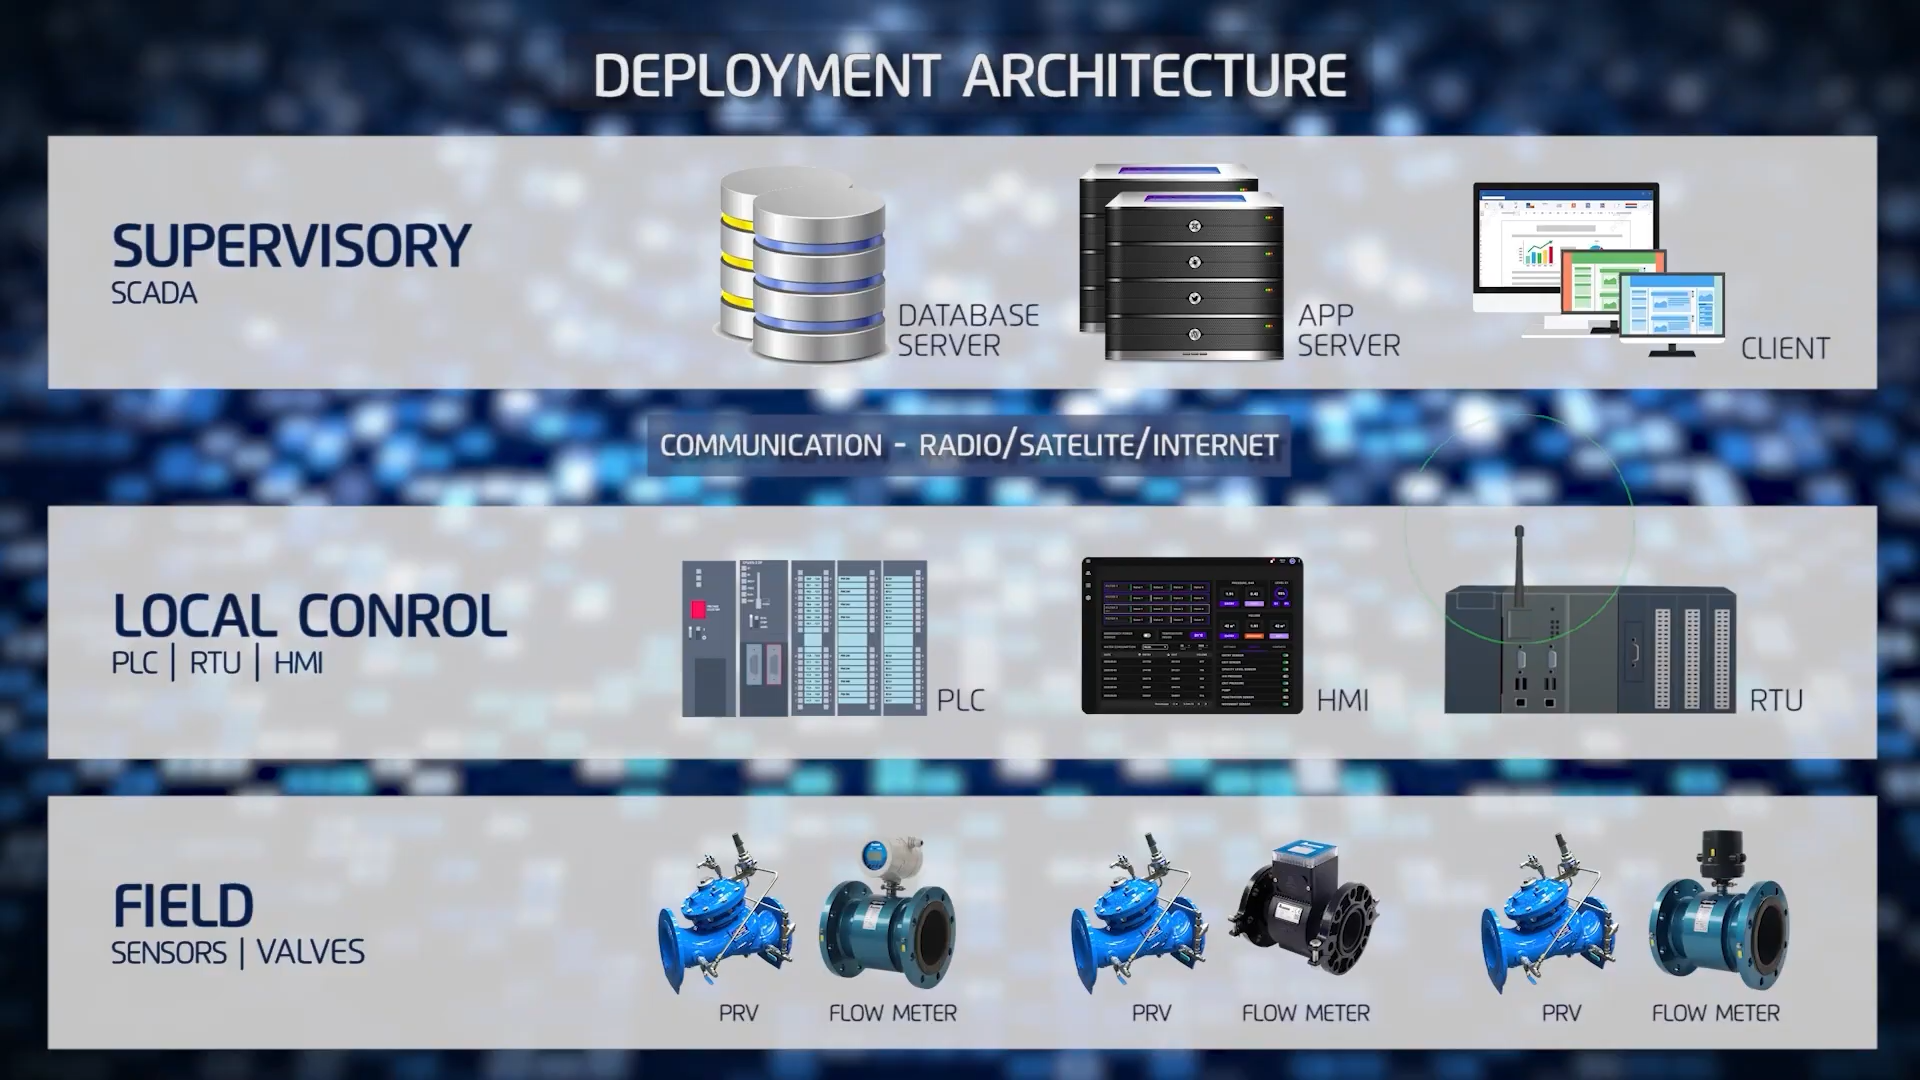 DEPLOYMENT ARCHITECTURE
SUPERVISORY
SCADA
DATABASE
SERVER
APP
SERVER
CLIENT
COMMUNICATION - RADIO/SATELITE/INTERNET
LOCAL CONROL
PLC | RTU | HMI
PLC
HMI
RTU
FIELD
SENSORS | VALVES
PRV
FLOW METER
PRV
FLOW METER
PRV
FLOW METER